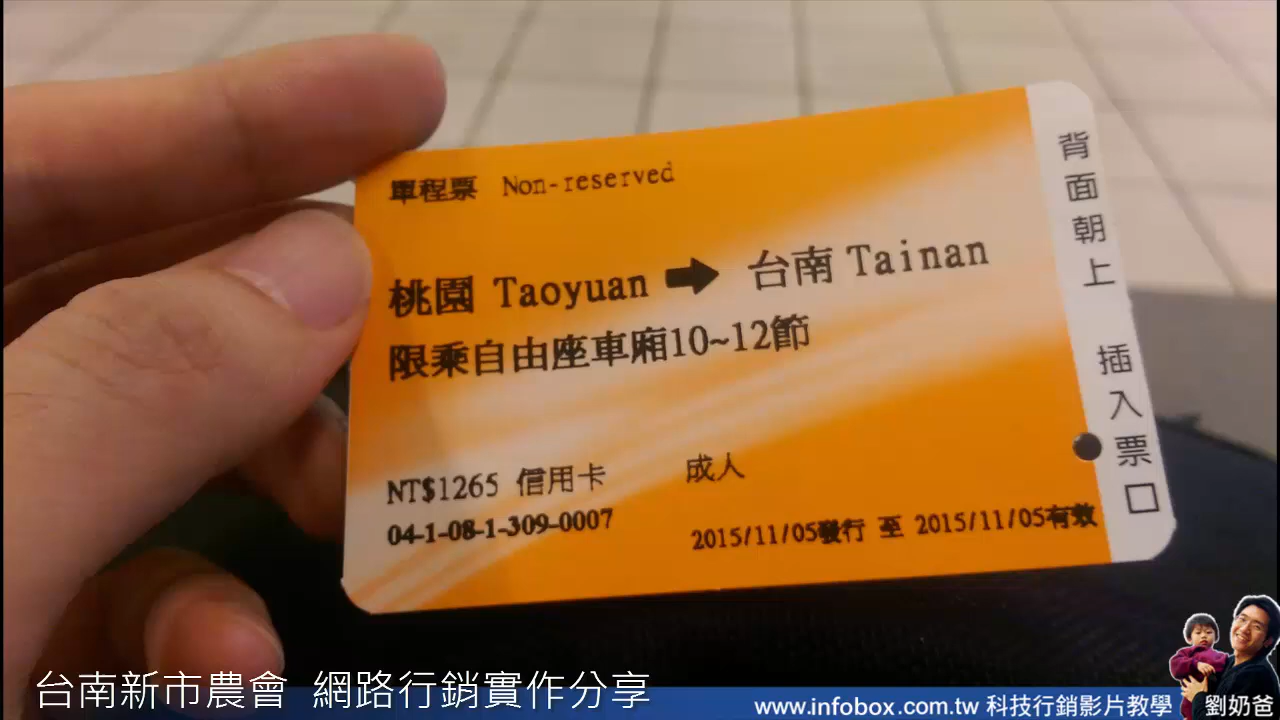 單程票 Non-reserved
桃園 Taoyuan → 台南 Tainan
限乘自由座車廂10~12節
NT$1265 信用卡 成人
04-1-08-1-309-0007
2015/11/05發行 至 2015/11/05有效
背面朝上 插入票口
台南新市農會 網路行銷實作分享
www.infobox.com.tw 科技行銷影片教學
劉奶爸